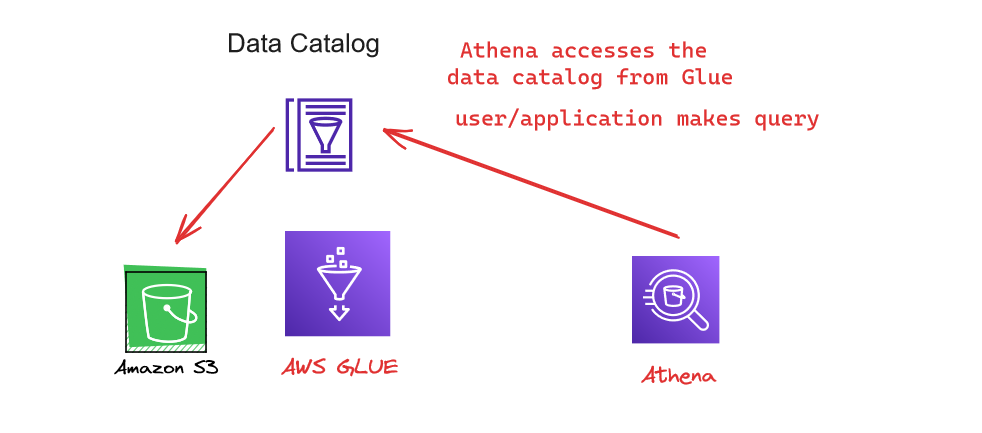 Data Catalog
Athena accesses the
data catalog from Glue
user/application makes query
Amazon S3
AWS GLUE
Athena